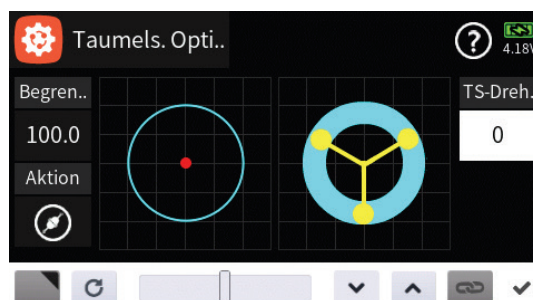 Taumels. Opti..
?
4.18V
Begren..
TS-Dreh.
100.0
0
Aktion